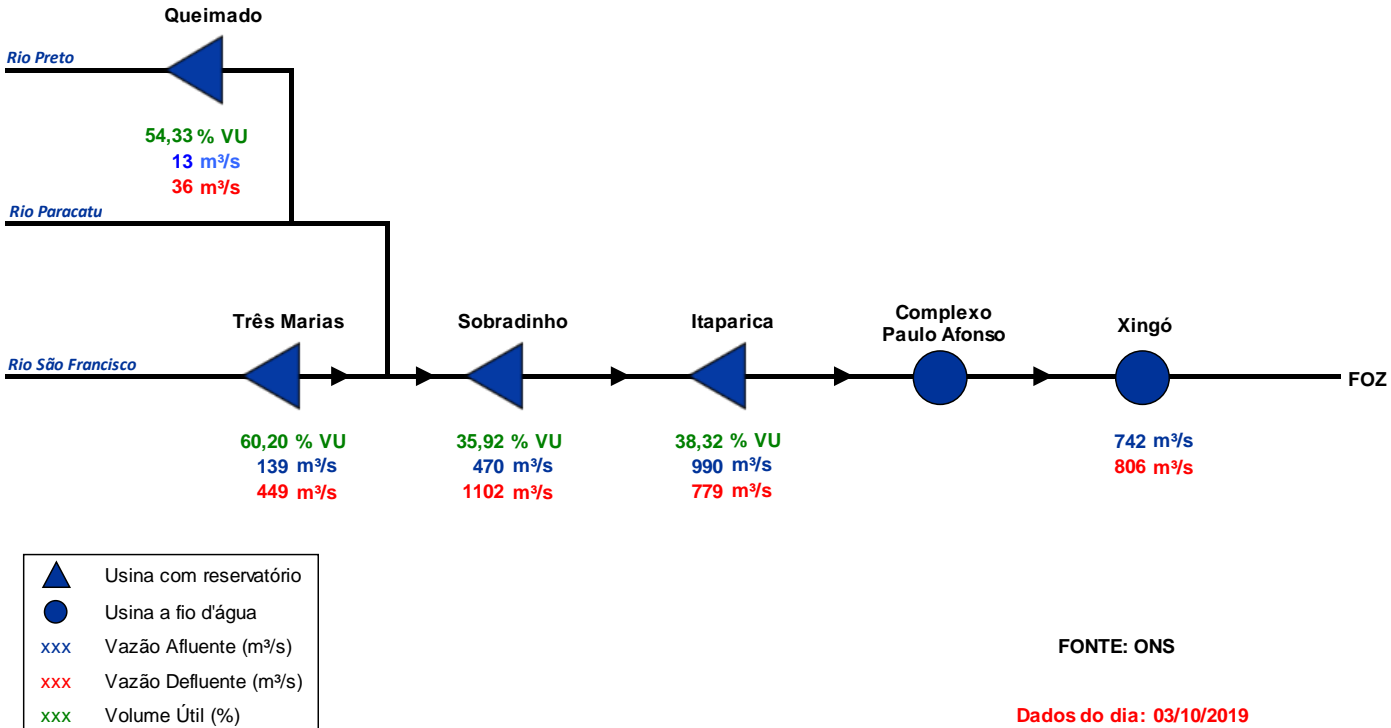 Queimado
Rio Preto
54,33 % VU
13 m³/s
36 m³/s
Rio Paracatu
Três Marias
Sobradinho
Itaparica
Complexo
Paulo Afonso
Xingó
Rio São Francisco
FOZ
60,20 % VU
139 m³/s
449 m³/s
35,92 % VU
470 m³/s
1102 m³/s
38,32 % VU
990 m³/s
779 m³/s
742 m³/s
806 m³/s
Usina com reservatório
Usina a fio d'água
xxx Vazão Afluente (m³/s)
xxx Vazão Defluente (m³/s)
xxx Volume Útil (%)
FONTE: ONS
Dados do dia: 03/10/2019